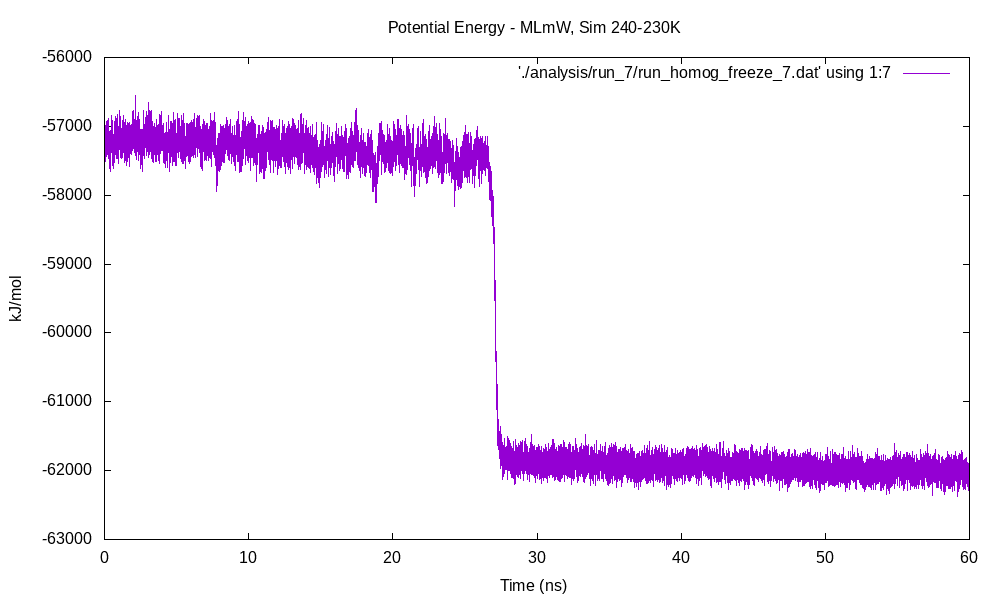 Potential Energy - MLmW, Sim 240-230K
'./analysis/run_7/run_homog_freeze_7.dat' using 1:7
-56000
-57000
-58000
-59000
-60000
-61000
-62000
-63000
kJ/mol
0 10 20 30 40 50 60
Time (ns)